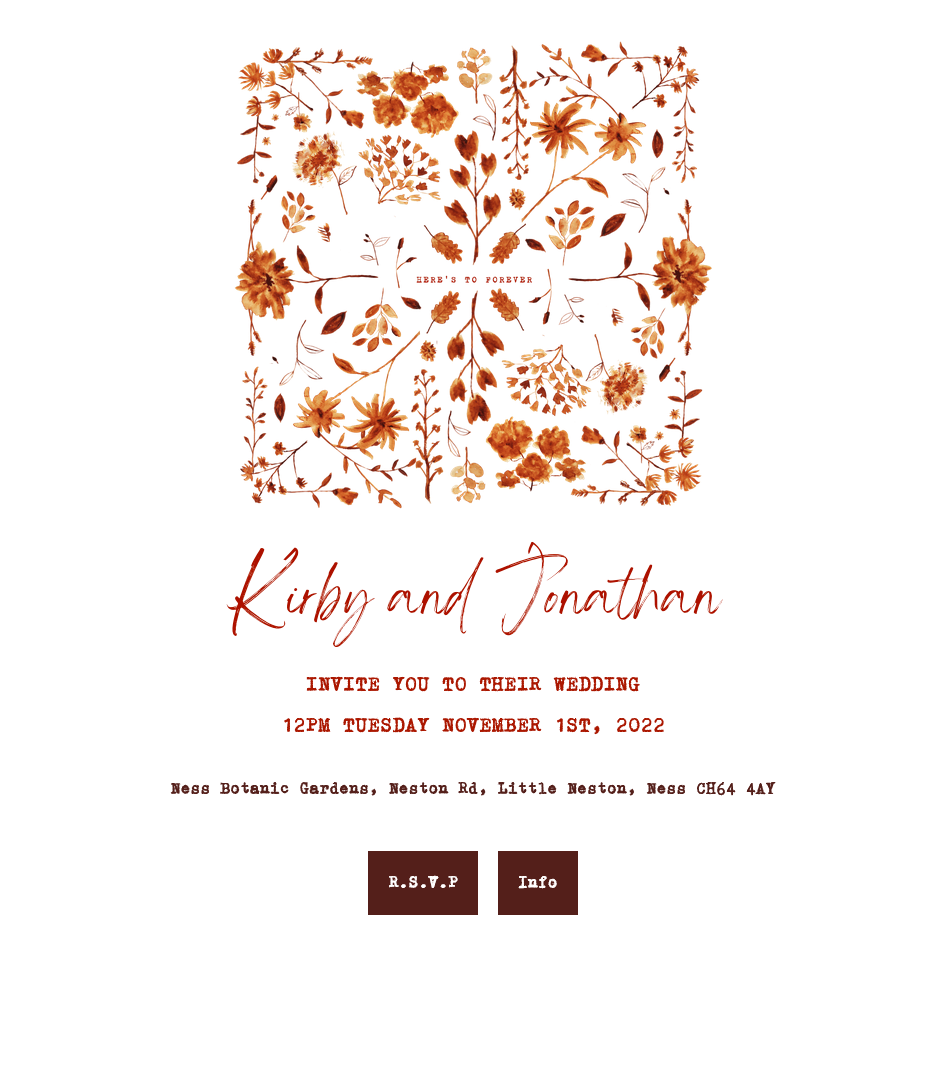 HERE'S TO FOREVER
Kirby and Jonathan
INVITE YOU TO THEIR WEDDING
12PM TUESDAY NOVEMBER 1ST, 2022
Ness Botanic Gardens, Neston Rd, Little Neston, Ness CH64 4AY
R.S.V.P
Info